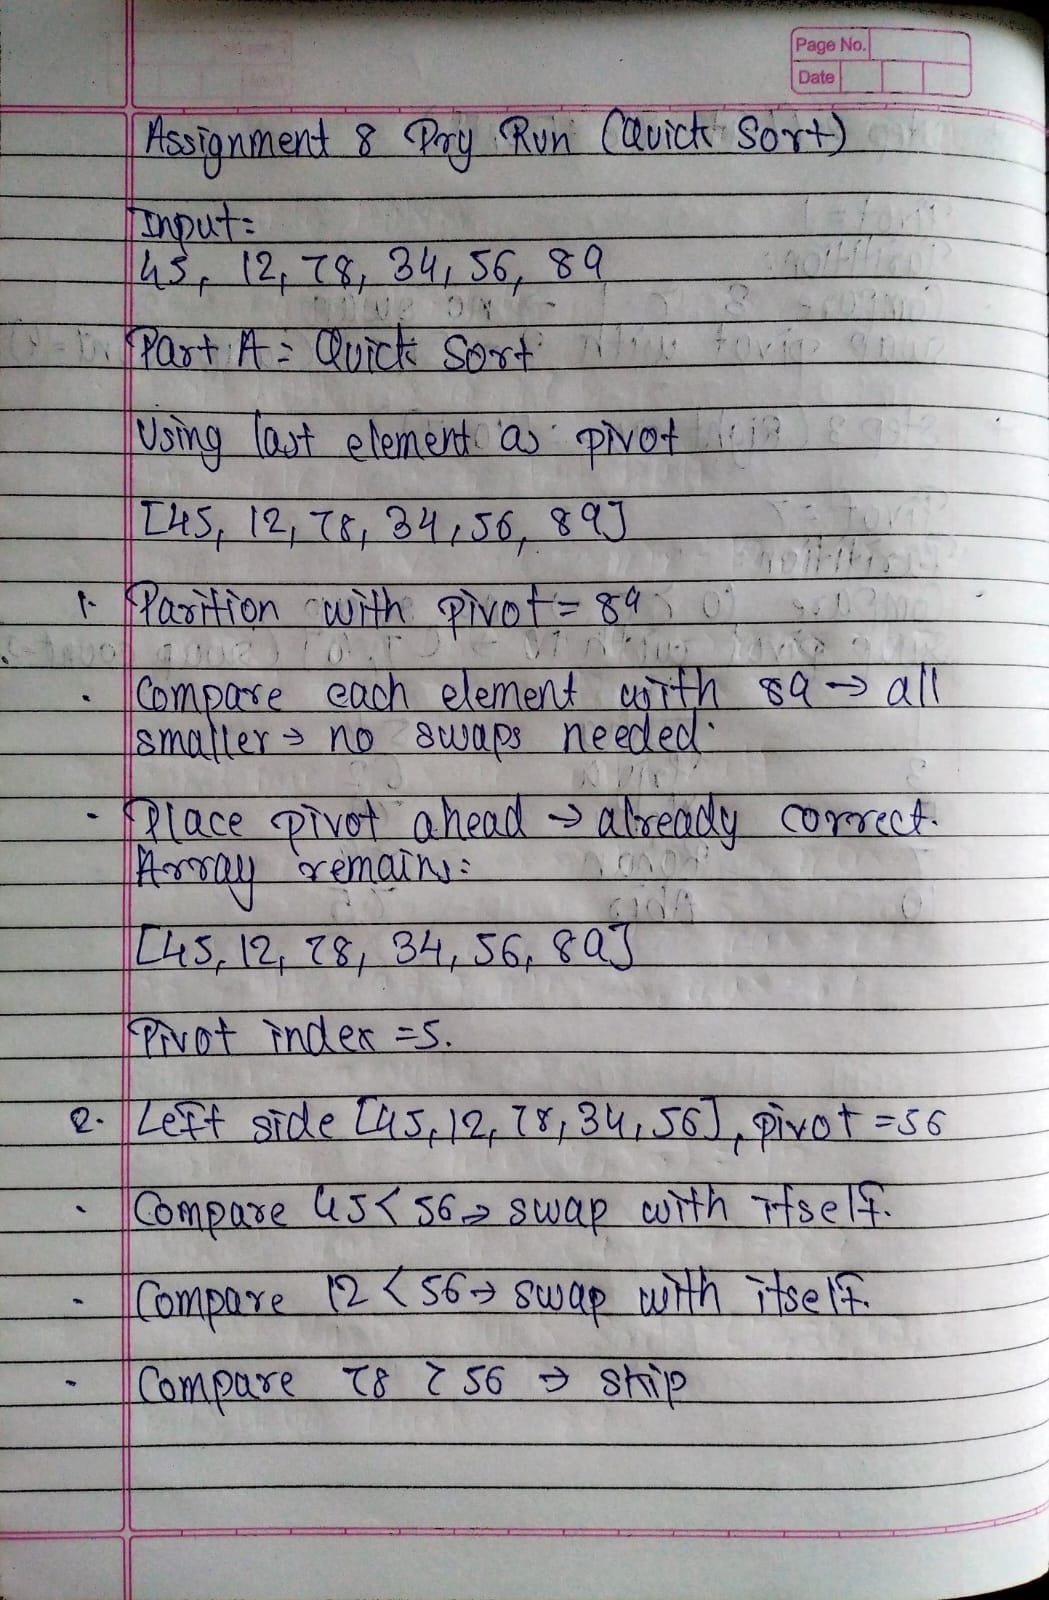 Page No.
Date
Assignment 8 Dry Run (Quick Sort)
Input:
45, 12, 78, 34, 56, 89
Part A: Quick Sort
Using last element as pivot
[45, 12, 78, 34, 56, 89]
1. Parition with pivot = 89
• Compare each element with 89 → all
smaller → no swaps needed.
• Place pivot ahead → already correct.
Array remains:
[45, 12, 78, 34, 56, 89]
Pivot index = 5.
2. Left side [45, 12, 78, 34, 56], pivot = 56
• Compare 45 < 56 → swap with itself.
• Compare 12 < 56 → swap with itself.
• Compare 78 > 56 → skip